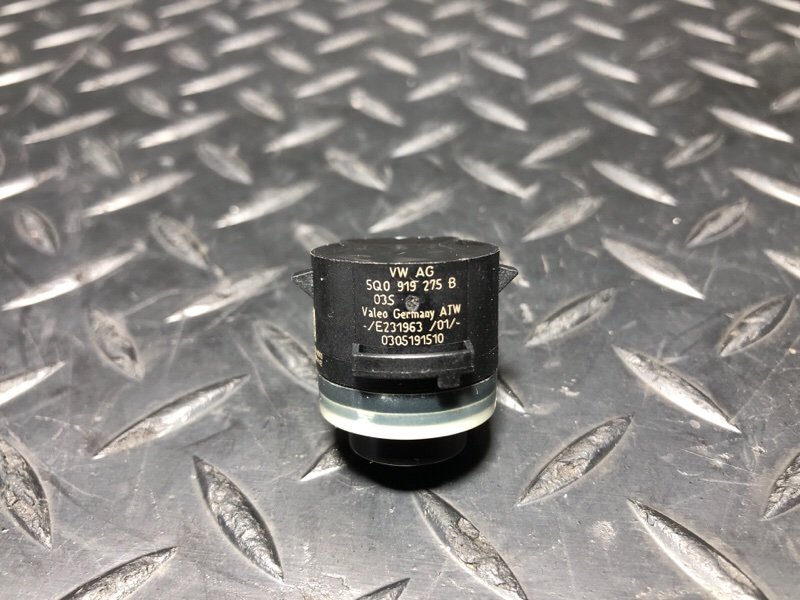 VW AG
5Q0 919 275 B
03S
Valeo Germany ATW
-/E231963 /01/-
0305191510